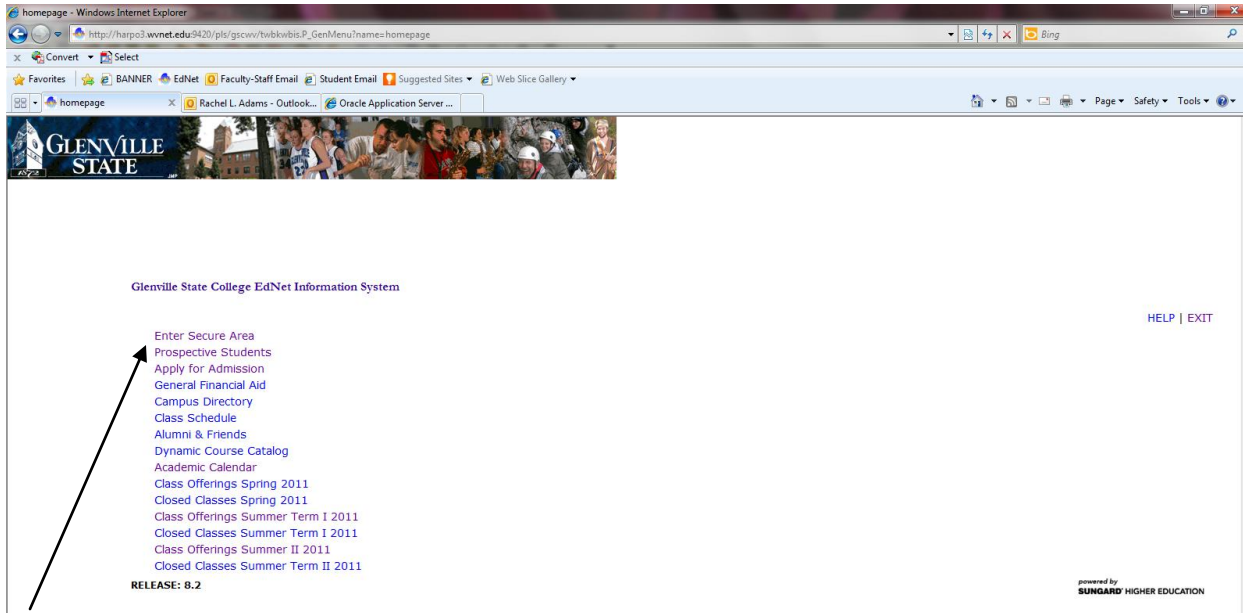 homepage - Windows Internet Explorer
http://harpo3.wvnet.edu:9420/pls/gscwv/twbkwbis.P_GenMenu?name=homepage
Bing
x Convert Select
Favorites BANNER EdNet Faculty-Staff Email Student Email Suggested Sites Web Slice Gallery
homepage X Rachel L. Adams - Outlook... Oracle Application Server ... Page Safety Tools
GLENVILLE
STATE
1872
Glenville State College EdNet Information System
HELP | EXIT
Enter Secure Area
Prospective Students
Apply for Admission
General Financial Aid
Campus Directory
Class Schedule
Alumni & Friends
Dynamic Course Catalog
Academic Calendar
Class Offerings Spring 2011
Closed Classes Spring 2011
Class Offerings Summer Term I 2011
Closed Classes Summer Term I 2011
Class Offerings Summer II 2011
Closed Classes Summer Term II 2011
RELEASE: 8.2
powered by
SUNGARD' HIGHER EDUCATION